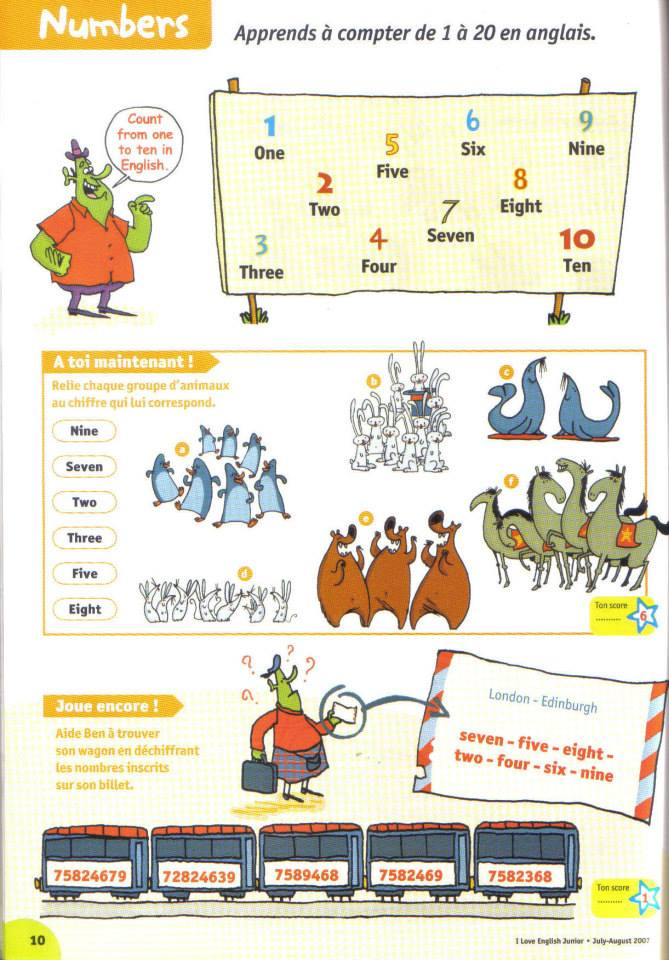 Numbers
Apprends à compter de 1 à 20 en anglais.
Count
from one
to ten in
English.
1
One
2
Two
3
Three
4
Four
5
Five
6
Six
7
Seven
8
Eight
9
Nine
10
Ten
A toi maintenant !
Relie chaque groupe d'animaux
au chiffre qui lui correspond.
Nine
Seven
Two
Three
Five
Eight
a
b
c
d
e
f
Ton score
.......... 6
Joue encore !
Aide Ben à trouver
son wagon en déchiffrant
les nombres inscrits
sur son billet.
? ? ? ?
London - Edinburgh
seven - five - eight -
two - four - six - nine
75824679
72824639
7589468
7582469
7582368
Ton score
.......... 1
10
I Love English Junior • July-August 2007